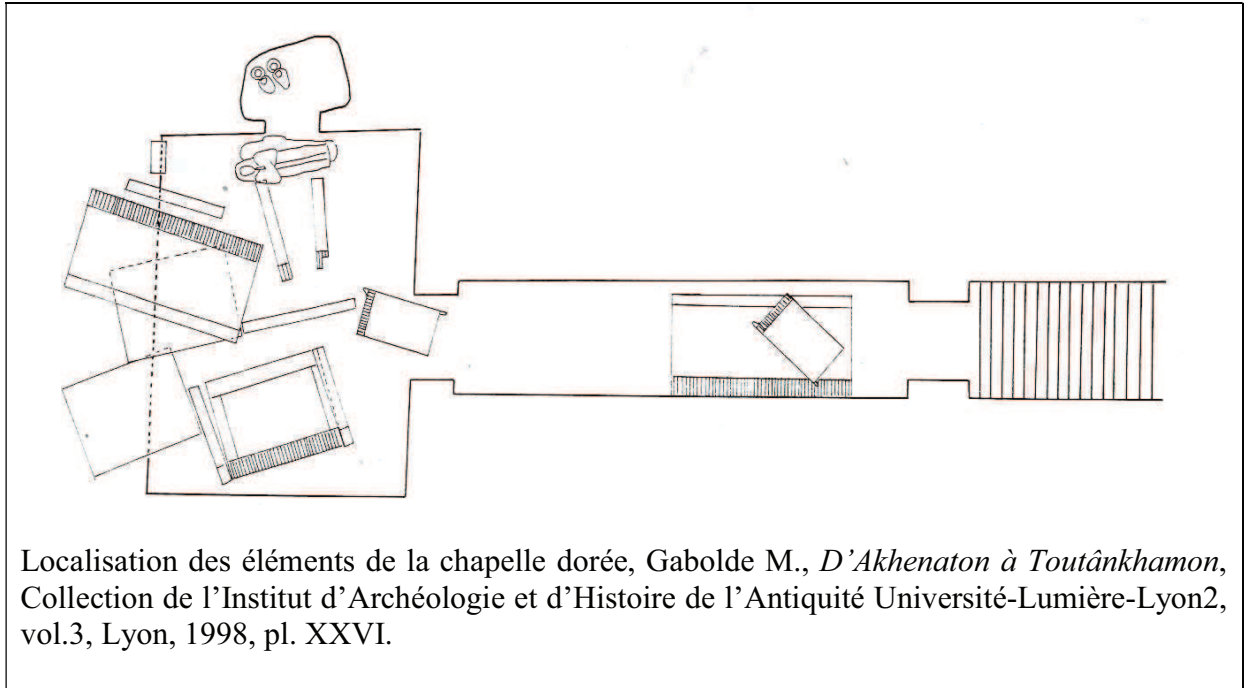 Localisation des éléments de la chapelle dorée, Gabolde M., D’Akhenaton à Toutânkhamon,
Collection de l’Institut d’Archéologie et d’Histoire de l’Antiquité Université-Lumière-Lyon2,
vol.3, Lyon, 1998, pl. XXVI.